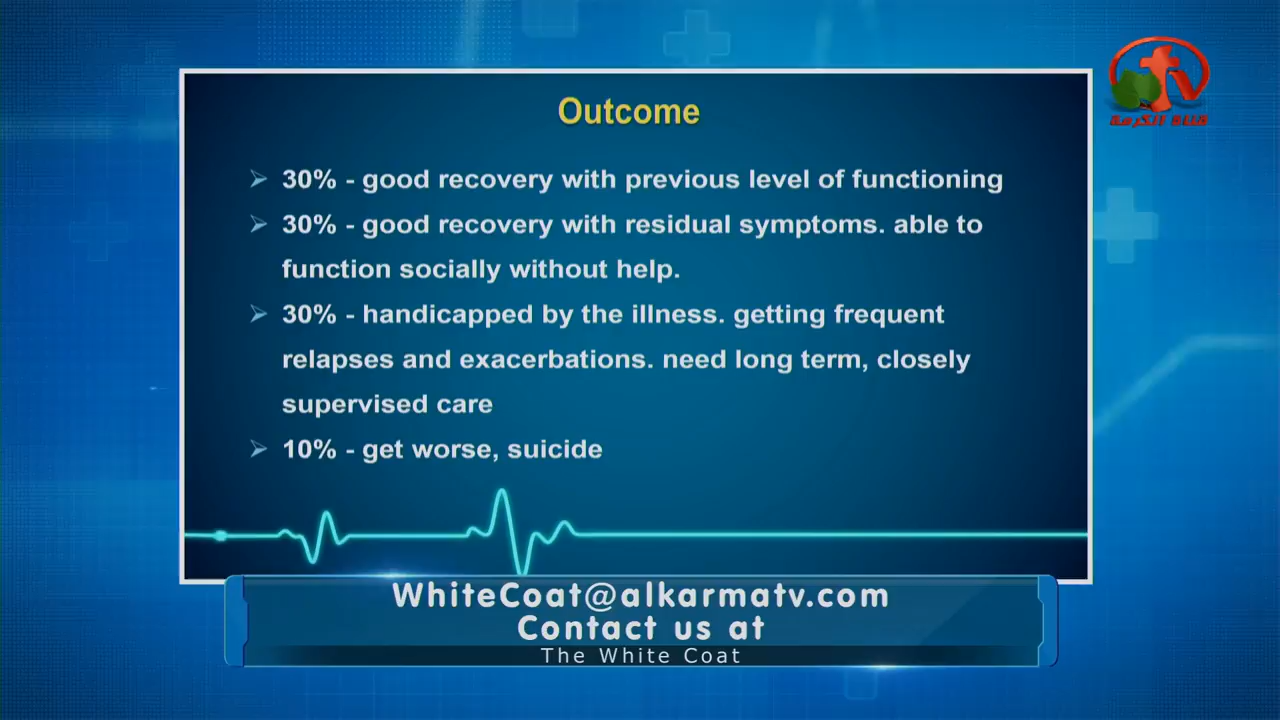 Outcome
30% - good recovery with previous level of functioning
30% - good recovery with residual symptoms. able to
function socially without help.
30% - handicapped by the illness. getting frequent
relapses and exacerbations. need long term, closely
supervised care
10% - get worse, suicide
WhiteCoat@alkarmatv.com
Contact us at
The White Coat
tv
قناة الكرمة